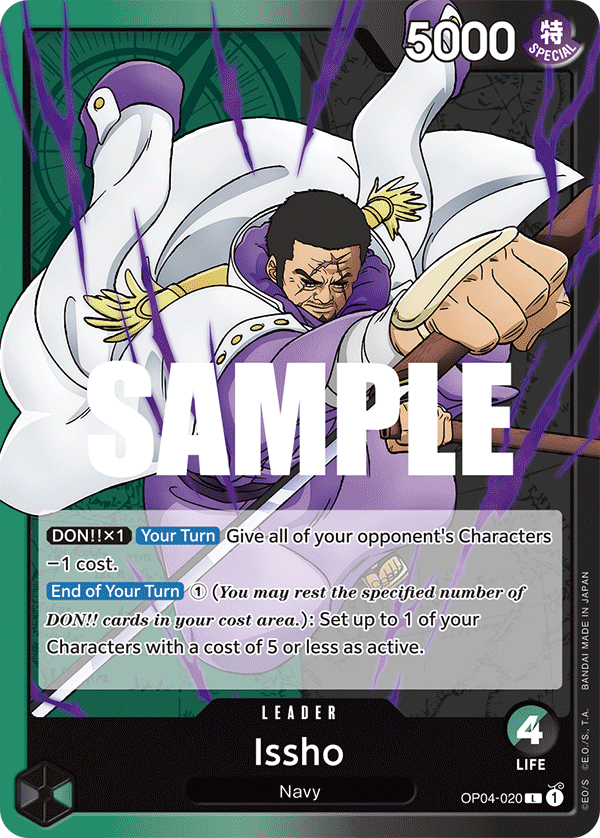 5000
特
SPECIAL
SAMPLE
DON!!×1 Your Turn Give all of your opponent's Characters
−1 cost.
End of Your Turn ① (You may rest the specified number of
DON!! cards in your cost area.): Set up to 1 of your
Characters with a cost of 5 or less as active.
©E.O./S ©E.O./S., T.A. BANDAI MADE IN JAPAN
LEADER
4
Issho
LIFE
Navy
OP04-020 L 1